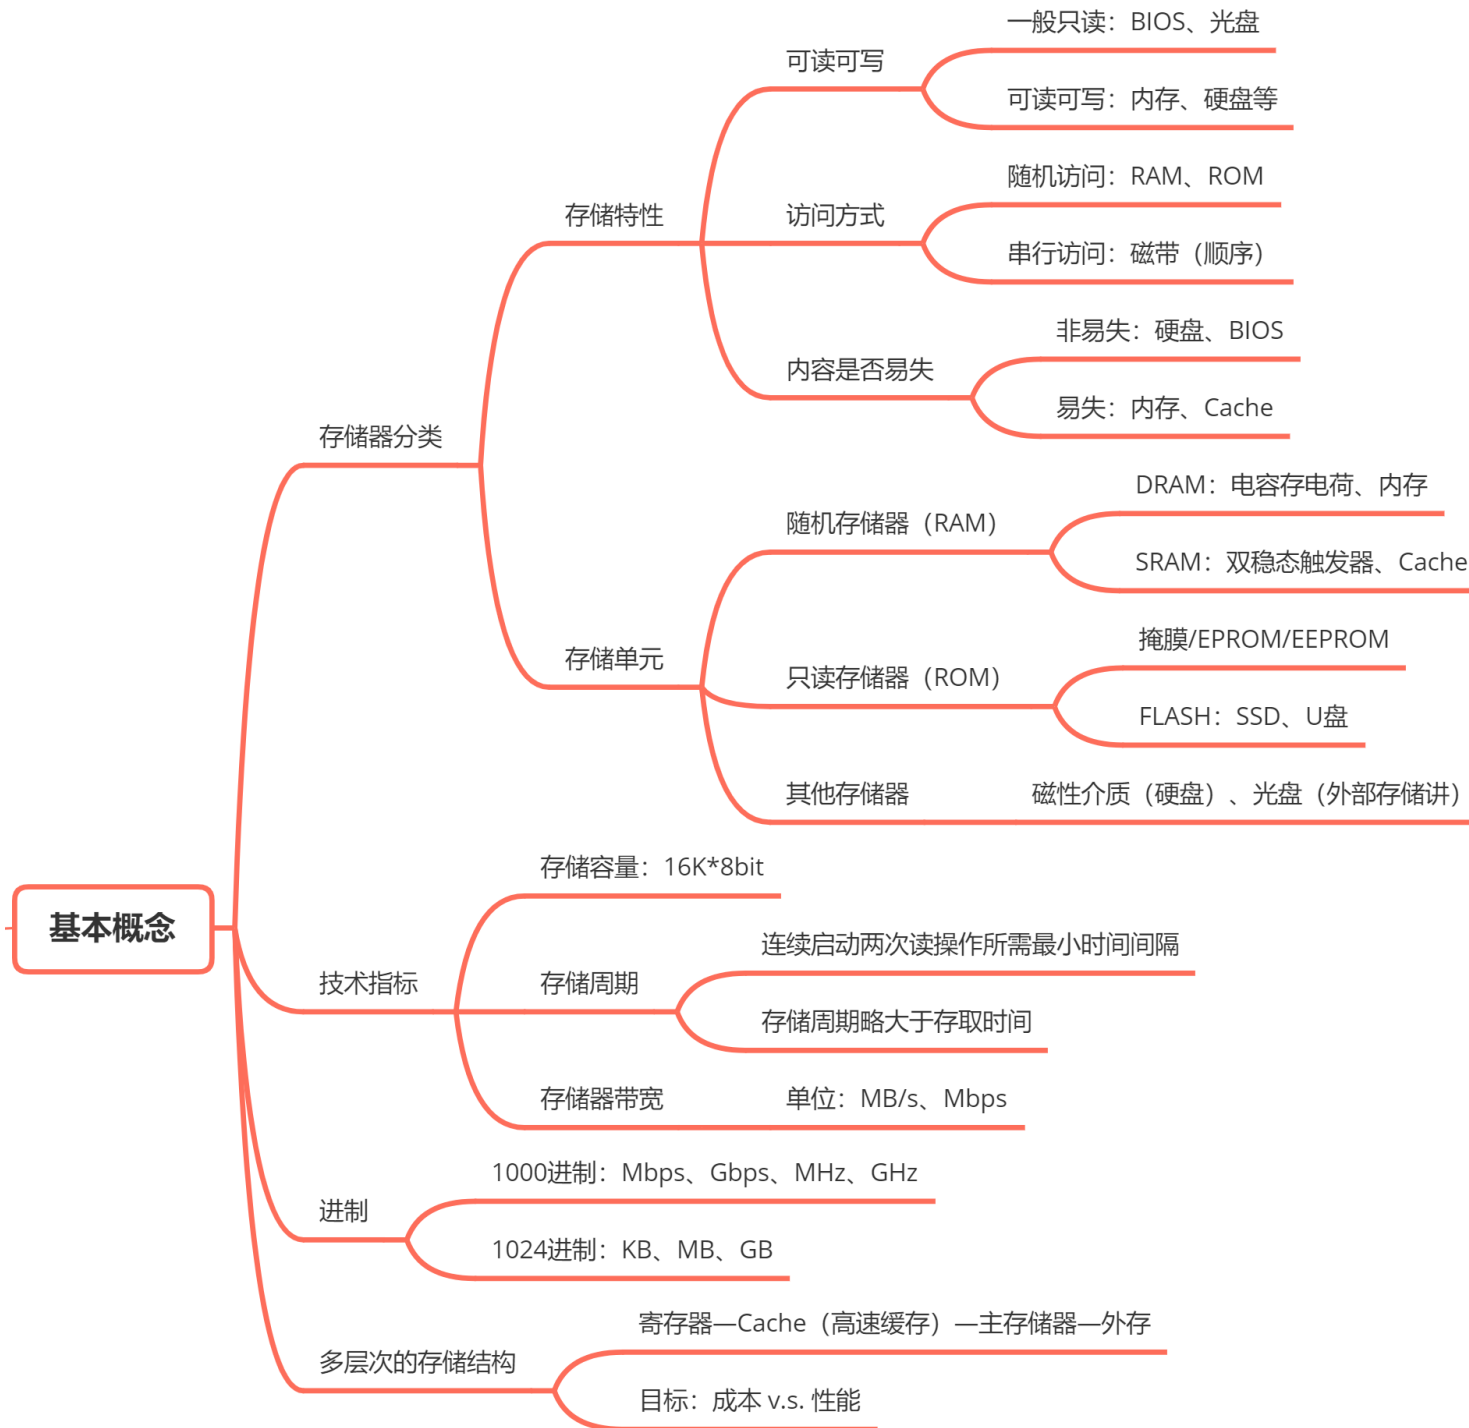 基本概念
存储器分类
存储特性
可读可写
一般只读：BIOS、光盘
可读可写：内存、硬盘等
访问方式
随机访问：RAM、ROM
串行访问：磁带（顺序）
内容是否易失
非易失：硬盘、BIOS
易失：内存、Cache
存储单元
随机存储器（RAM）
DRAM：电容存电荷、内存
SRAM：双稳态触发器、Cache
只读存储器（ROM）
掩膜/EPROM/EEPROM
FLASH：SSD、U盘
其他存储器
磁性介质（硬盘）、光盘（外部存储讲）
技术指标
存储容量：16K*8bit
存储周期
连续启动两次读操作所需最小时间间隔
存储周期略大于存取时间
存储器带宽
单位：MB/s、Mbps
进制
1000进制：Mbps、Gbps、MHz、GHz
1024进制：KB、MB、GB
多层次的存储结构
寄存器—Cache（高速缓存）—主存储器—外存
目标：成本 v.s. 性能